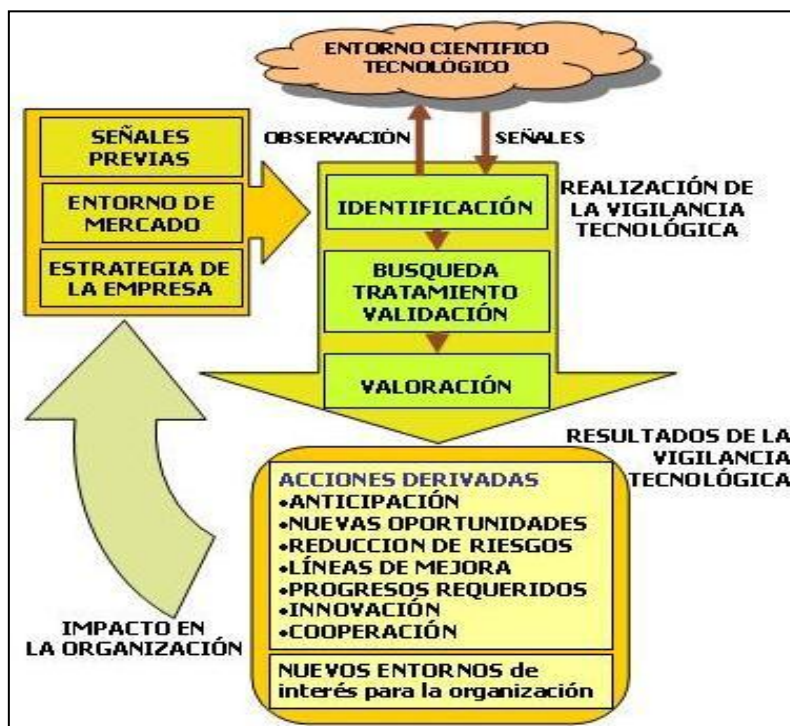 ENTORNO CIENTÍFICO
TECNOLÓGICO
OBSERVACIÓN
SEÑALES
SEÑALES
PREVIAS
ENTORNO DE
MERCADO
ESTRATEGIA DE
LA EMPRESA
IDENTIFICACIÓN
BUSQUEDA
TRATAMIENTO
VALIDACIÓN
VALORACIÓN
REALIZACIÓN DE
LA VIGILANCIA
TECNOLÓGICA
RESULTADOS DE LA
VIGILANCIA
TECNOLÓGICA
ACCIONES DERIVADAS
•ANTICIPACIÓN
•NUEVAS OPORTUNIDADES
•REDUCCION DE RIESGOS
•LÍNEAS DE MEJORA
•PROGRESOS REQUERIDOS
•INNOVACIÓN
•COOPERACIÓN
NUEVOS ENTORNOS de
interés para la organización
IMPACTO EN
LA ORGANIZACIÓN